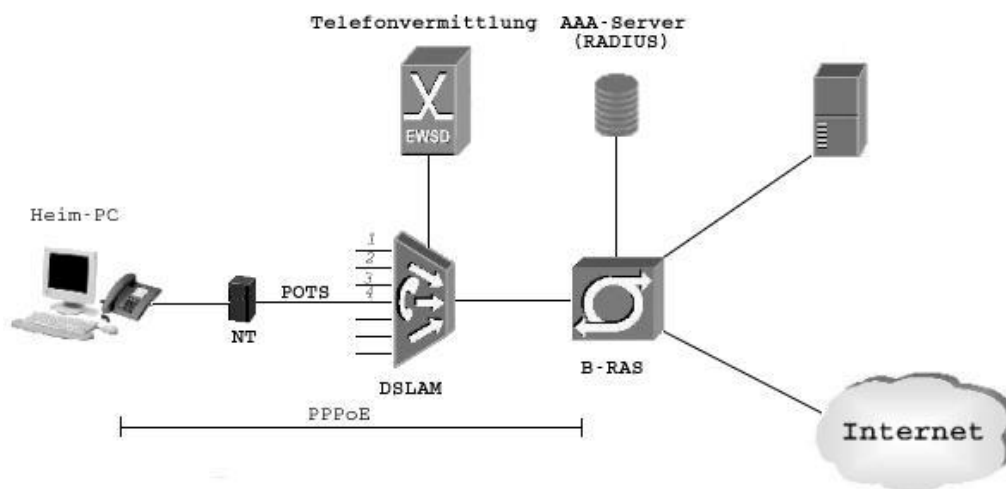 Telefonvermittlung
AAA-Server
(RADIUS)
EWSD
Heim-PC
1
2
3
4
POTS
NT
DSLAM
B-RAS
PPPoE
Internet